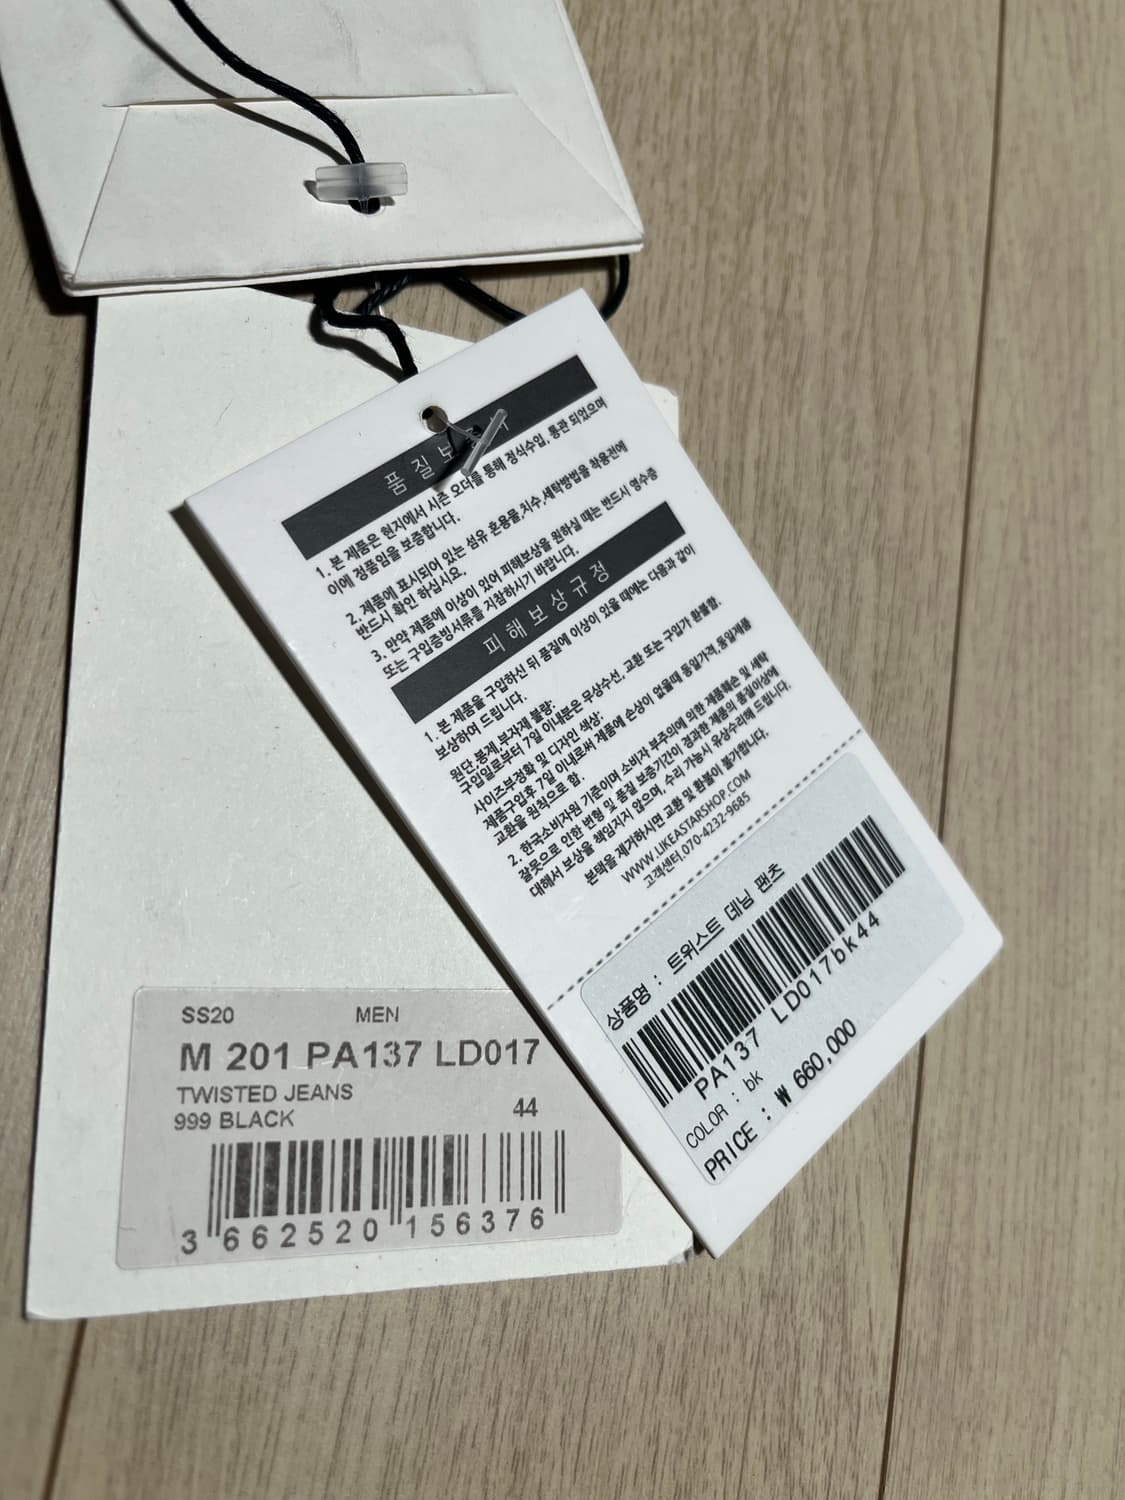 품질보
1. 본 제품은 현지에서 시즌 오더를 통해 정식수입, 통관 되었으며
이에 정품임을 보증합니다.
2. 제품에 표시되어 있는 섬유 혼용률,치수,세탁방법을 착용전에
반드시 확인 하십시요.
3. 만약 제품에 이상이 있어 피해보상을 원하실 때는 반드시 영수증
또는 구입증빙서류를 지참하시기 바랍니다.
피해보상규정
1. 본 제품을 구입하신 뒤 품질에 이상이 있을 때에는 다음과 같이
보상하여 드립니다.
원단,봉제,부자재 불량:
구입일로부터 7일 이내분은 무상수선, 교환 또는 구입가 환불함.
사이즈부정확 및 디자인 색상:
제품구입후 7일 이내로써 제품에 손상이 없을때 동일가격,동일제품
교환을 원칙으로 함.
2. 한국소비자원 기준이며 소비자 부주의에 의한 제품훼손 및 세탁
잘못으로 인한 변형 및 품질 보증기간이 경과한 제품의 품질이상에
대해서 보상을 책임지지 않으며, 수리 가능시 유상수리해 드립니다.
본택을 제거하시면 교환 및 환불이 불가합니다.
WWW.LIKEASTARSHOP.COM
고객센터.070-4232-9685
상품명 : 트위스트 데님 팬츠
PA137 LD017bk44
COLOR : bk
PRICE : ₩ 660,000
SS20 MEN
M 201 PA137 LD017
TWISTED JEANS
999 BLACK 44
3 662520 156376